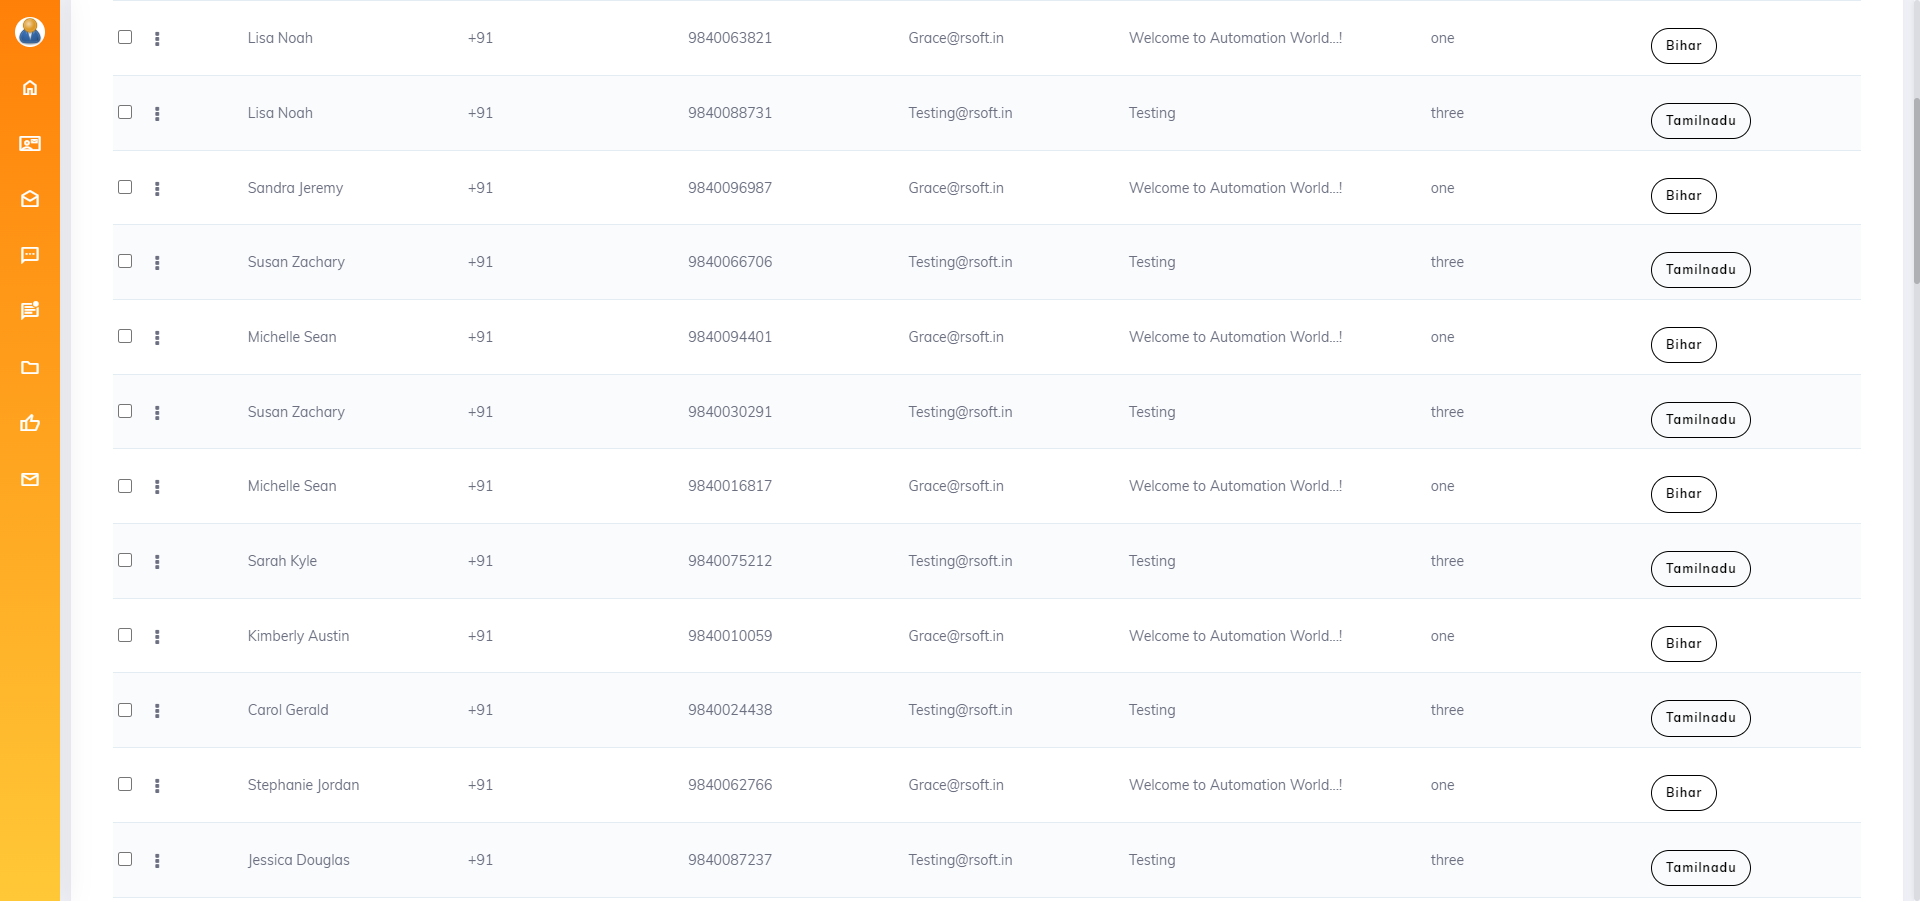 Lisa Noah +91 9840063821 Grace@rsoft.in Welcome to Automation World...! one Bihar
Lisa Noah +91 9840088731 Testing@rsoft.in Testing three Tamilnadu
Sandra Jeremy +91 9840096987 Grace@rsoft.in Welcome to Automation World...! one Bihar
Susan Zachary +91 9840066706 Testing@rsoft.in Testing three Tamilnadu
Michelle Sean +91 9840094401 Grace@rsoft.in Welcome to Automation World...! one Bihar
Susan Zachary +91 9840030291 Testing@rsoft.in Testing three Tamilnadu
Michelle Sean +91 9840016817 Grace@rsoft.in Welcome to Automation World...! one Bihar
Sarah Kyle +91 9840075212 Testing@rsoft.in Testing three Tamilnadu
Kimberly Austin +91 9840010059 Grace@rsoft.in Welcome to Automation World...! one Bihar
Carol Gerald +91 9840024438 Testing@rsoft.in Testing three Tamilnadu
Stephanie Jordan +91 9840062766 Grace@rsoft.in Welcome to Automation World...! one Bihar
Jessica Douglas +91 9840087237 Testing@rsoft.in Testing three Tamilnadu